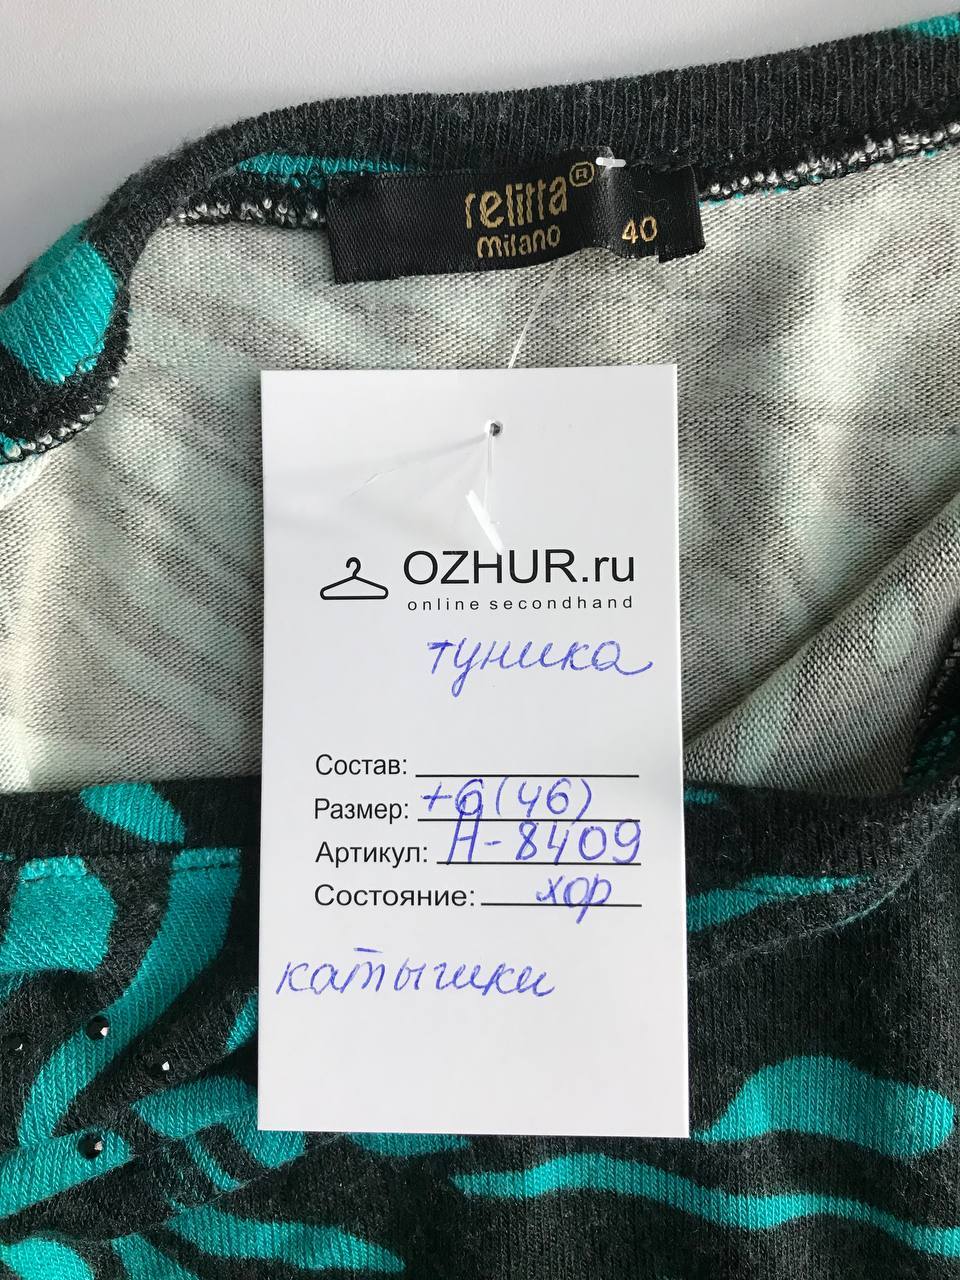 relitta®
milano
40
OZHUR.ru
online secondhand
туника
Состав:
Размер: +6 (46)
Артикул: А-8409
Состояние: хор
катышки